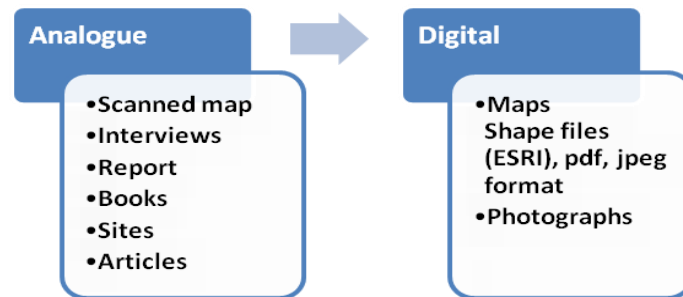 Analogue
•Scanned map
•Interviews
•Report
•Books
•Sites
•Articles
Digital
•Maps
Shape files
(ESRI), pdf, jpeg
format
•Photographs